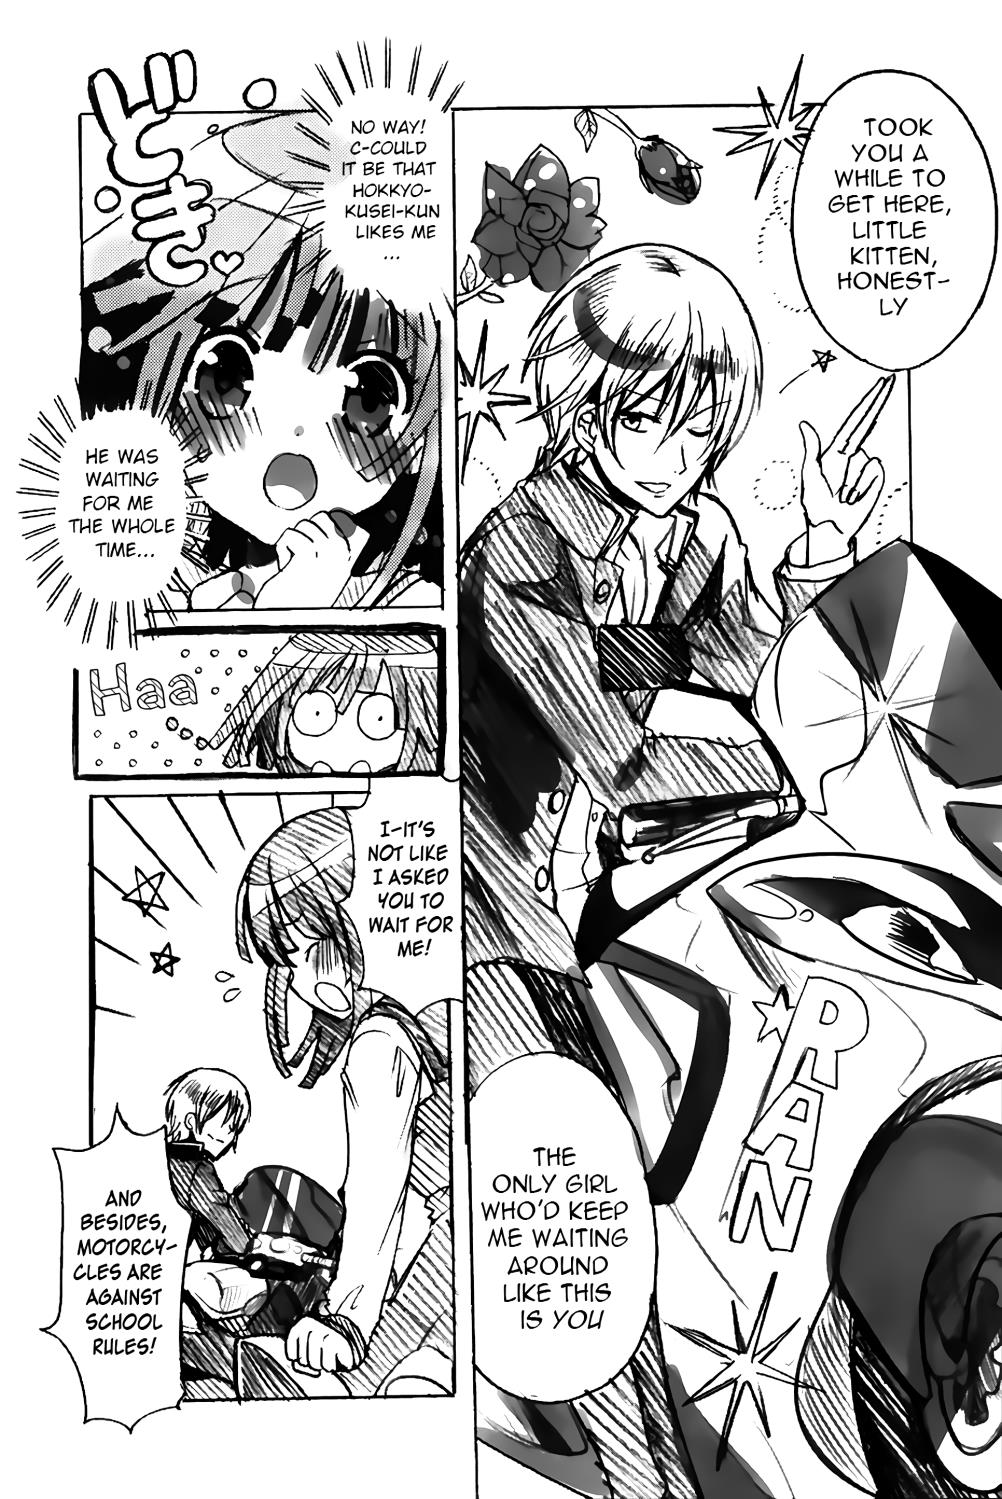 TOOK
YOU A
WHILE TO
GET HERE,
LITTLE
KITTEN,
HONEST-
LY
THE
ONLY GIRL
WHO'D KEEP
ME WAITING
AROUND
LIKE THIS
IS YOU
RAN
どきっ♡
NO WAY!
C-COULD
IT BE THAT
HOKKYO-
KUSEI-KUN
LIKES ME
...
HE WAS
WAITING
FOR ME
THE WHOLE
TIME...
Haa
I-IT'S
NOT LIKE
I ASKED
YOU TO
WAIT FOR
ME!
AND
BESIDES,
MOTORCY-
CLES ARE
AGAINST
SCHOOL
RULES!